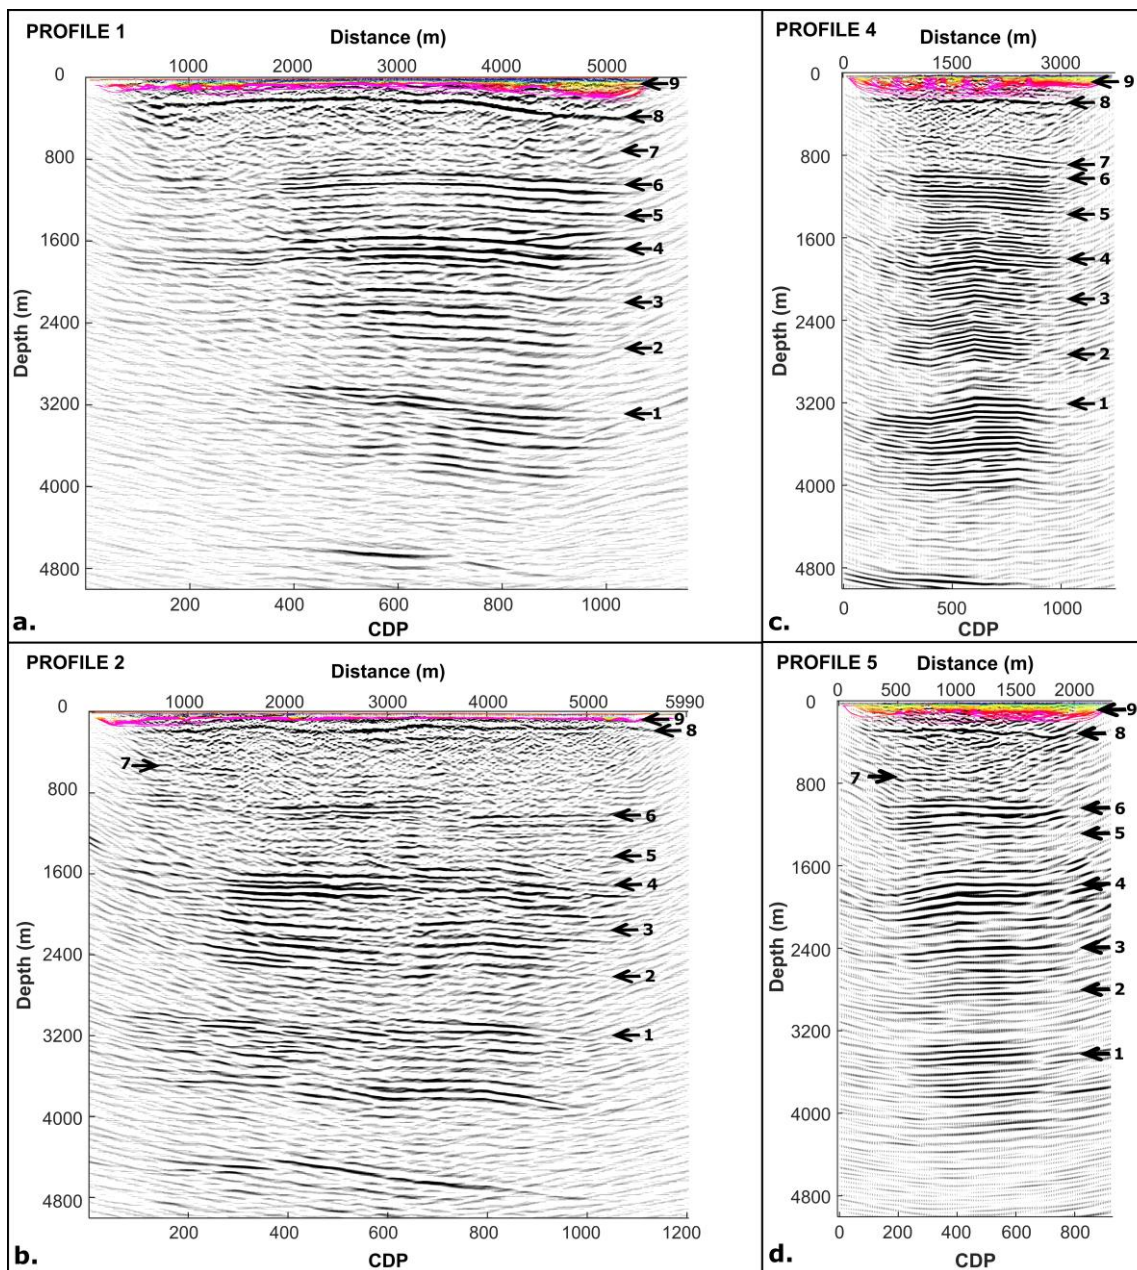 PROFILE 1
Distance (m)
1000 2000 3000 4000 5000
0
800
1600
2400
3200
4000
4800
Depth (m)
9
8
7
6
5
4
3
2
1
200 400 600 800 1000
CDP
a.
PROFILE 4
Distance (m)
0 1500 3000
0
800
1600
2400
3200
4000
4800
Depth (m)
9
8
7
6
5
4
3
2
1
0 500 1000
CDP
c.
PROFILE 2
Distance (m)
1000 2000 3000 4000 5000 5990
0
800
1600
2400
3200
4000
4800
Depth (m)
9
8
7
6
5
4
3
2
1
200 400 600 800 1000 1200
CDP
b.
PROFILE 5 Distance (m)
0 500 1000 1500 2000
0
800
1600
2400
3200
4000
4800
Depth (m)
9
8
7
6
5
4
3
2
1
0 200 400 600 800
CDP
d.